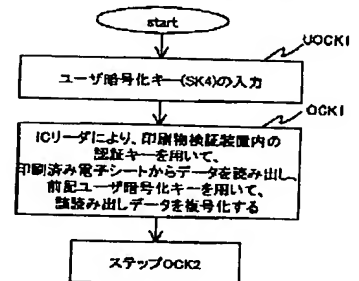 start
UOCK1
ユーザ暗号化キー(SK4)の入力
OCK1
ICリーダにより、印刷物検証装置内の
認証キーを用いて、
印刷済み電子シートからデータを読み出し、
前記ユーザ暗号化キーを用いて、
該読み出しデータを復号化する
ステップOCK2